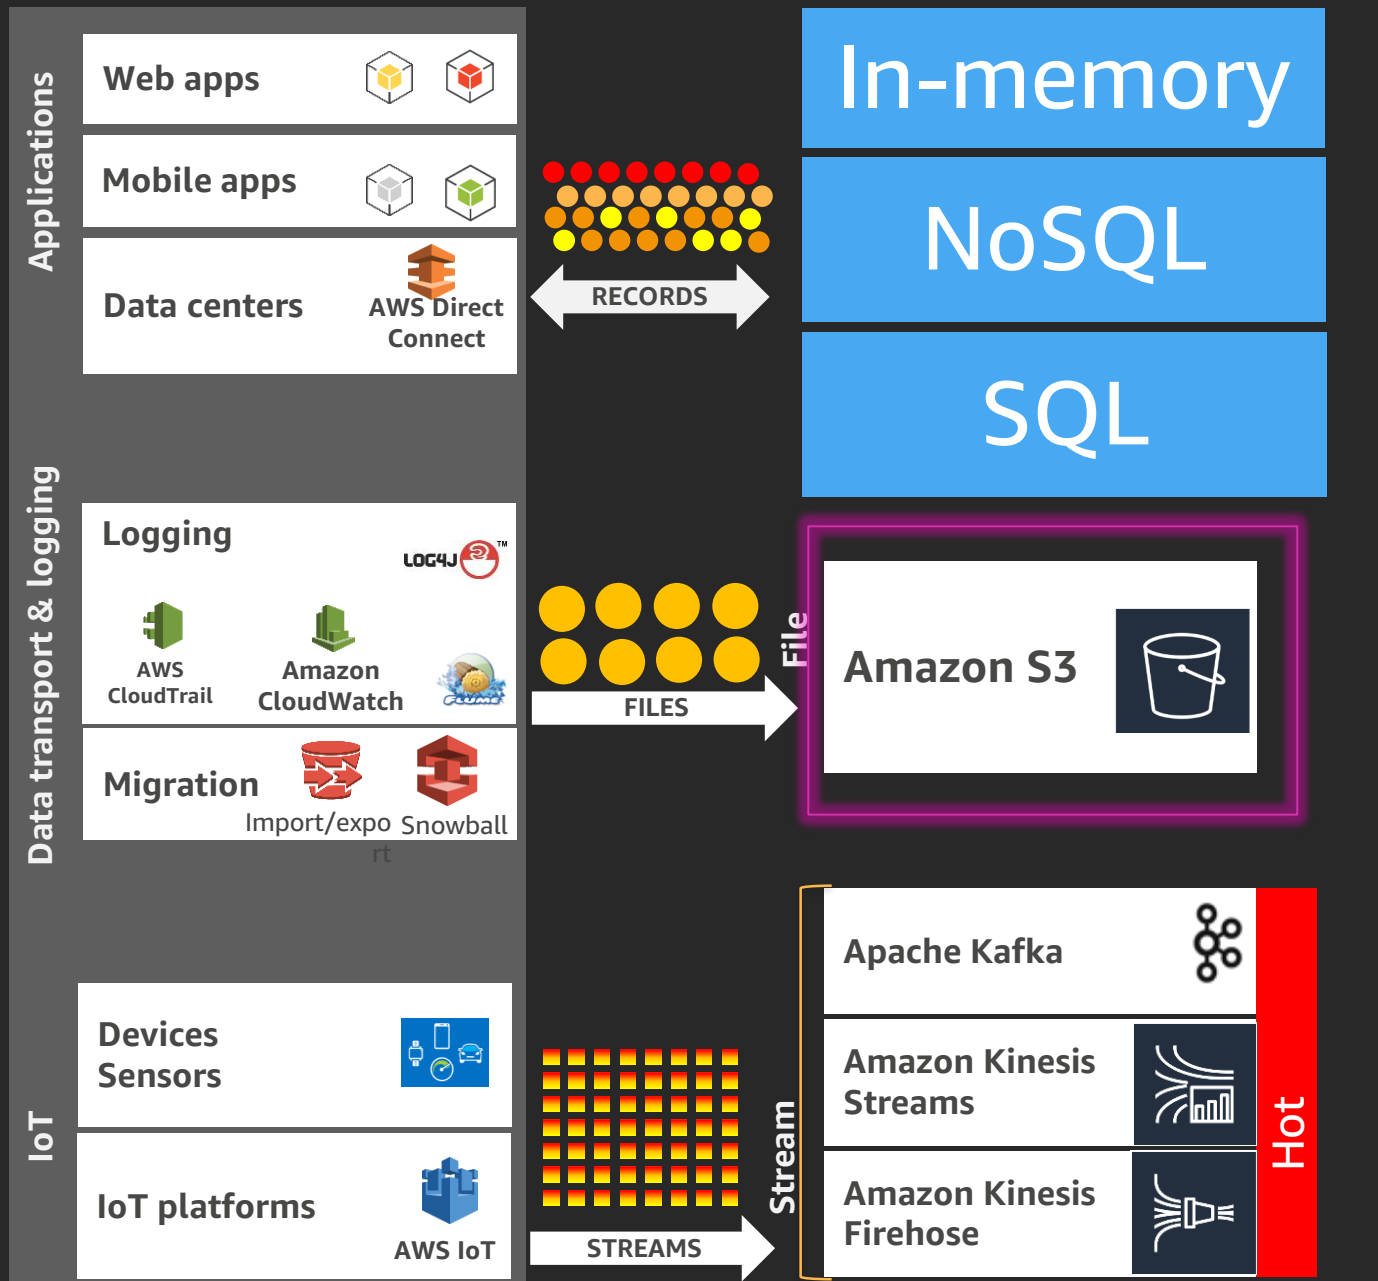 Applications
Web apps
Mobile apps
Data centers
AWS Direct
Connect
RECORDS
In-memory
NoSQL
SQL
Data transport & logging
Logging
LOG4J™
AWS
CloudTrail
Amazon
CloudWatch
FLUME
Migration
Import/expo
rt
Snowball
FILES
File
Amazon S3
IoT
Devices
Sensors
IoT platforms
AWS IoT
STREAMS
Stream
Apache Kafka
Amazon Kinesis
Streams
Amazon Kinesis
Firehose
Hot